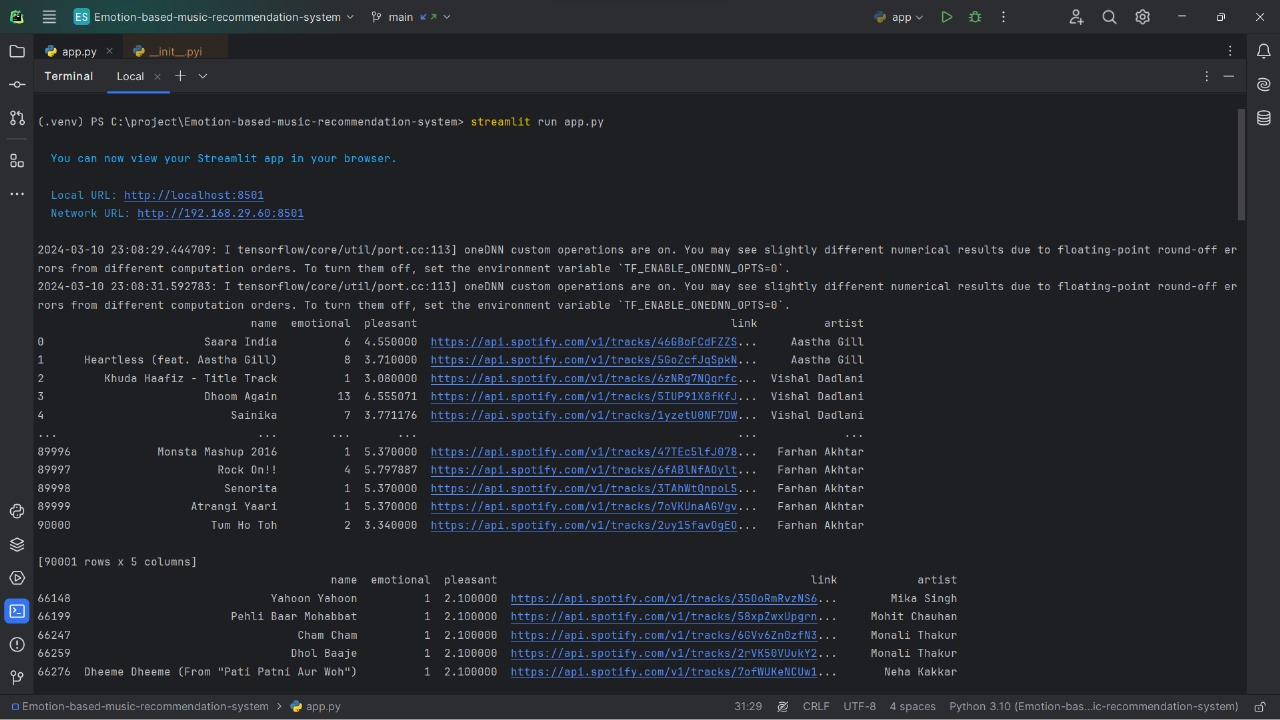 ES Emotion-based-music-recommendation-system main app
app.py __init__.pyi
Terminal Local
(.venv) PS C:\project\Emotion-based-music-recommendation-system> streamlit run app.py
You can now view your Streamlit app in your browser.
Local URL: http://localhost:8501
Network URL: http://192.168.29.60:8501
2024-03-10 23:08:29.444709: I tensorflow/core/util/port.cc:113] oneDNN custom operations are on. You may see slightly different numerical results due to floating-point round-off er
rors from different computation orders. To turn them off, set the environment variable `TF_ENABLE_ONEDNN_OPTS=0`.
2024-03-10 23:08:31.592783: I tensorflow/core/util/port.cc:113] oneDNN custom operations are on. You may see slightly different numerical results due to floating-point round-off er
rors from different computation orders. To turn them off, set the environment variable `TF_ENABLE_ONEDNN_OPTS=0`.
name emotional pleasant link artist
0 Saara India 6 4.550000 https://api.spotify.com/v1/tracks/46GBoFCdFZZS... Aastha Gill
1 Heartless (feat. Aastha Gill) 8 3.710000 https://api.spotify.com/v1/tracks/5GoZcfJqSpkN... Aastha Gill
2 Khuda Haafiz - Title Track 1 3.080000 https://api.spotify.com/v1/tracks/6zNRg7NQqrfc... Vishal Dadlani
3 Dhoom Again 13 6.555071 https://api.spotify.com/v1/tracks/5IUP91X8fKfJ... Vishal Dadlani
4 Sainika 7 3.771176 https://api.spotify.com/v1/tracks/1yzetU0NF7DW... Vishal Dadlani
... ... ... ... ... ...
89996 Monsta Mashup 2016 1 5.370000 https://api.spotify.com/v1/tracks/47TEc5lfJ078... Farhan Akhtar
89997 Rock On!! 4 5.797887 https://api.spotify.com/v1/tracks/6fABlNfAOylt... Farhan Akhtar
89998 Senorita 1 5.370000 https://api.spotify.com/v1/tracks/3TAhWtQnpoL5... Farhan Akhtar
89999 Atrangi Yaari 1 5.370000 https://api.spotify.com/v1/tracks/7oVKUnaAGVgv... Farhan Akhtar
90000 Tum Ho Toh 2 3.340000 https://api.spotify.com/v1/tracks/2uy15favOgEO... Farhan Akhtar
[90001 rows x 5 columns]
name emotional pleasant link artist
66148 Yahoon Yahoon 1 2.100000 https://api.spotify.com/v1/tracks/350oRmRvzNS6... Mika Singh
66199 Pehli Baar Mohabbat 1 2.100000 https://api.spotify.com/v1/tracks/58xpZwxUpgrn... Mohit Chauhan
66247 Cham Cham 1 2.100000 https://api.spotify.com/v1/tracks/6GVv6Zn0zfN3... Monali Thakur
66259 Dhol Baaje 1 2.100000 https://api.spotify.com/v1/tracks/2rVK50VUukY2... Monali Thakur
66276 Dheeme Dheeme (From "Pati Patni Aur Woh") 1 2.100000 https://api.spotify.com/v1/tracks/7ofWUKeNCUw1... Neha Kakkar
Emotion-based-music-recommendation-system > app.py 31:29 CRLF UTF-8 4 spaces Python 3.10 (Emotion-bas...ic-recommendation-system)